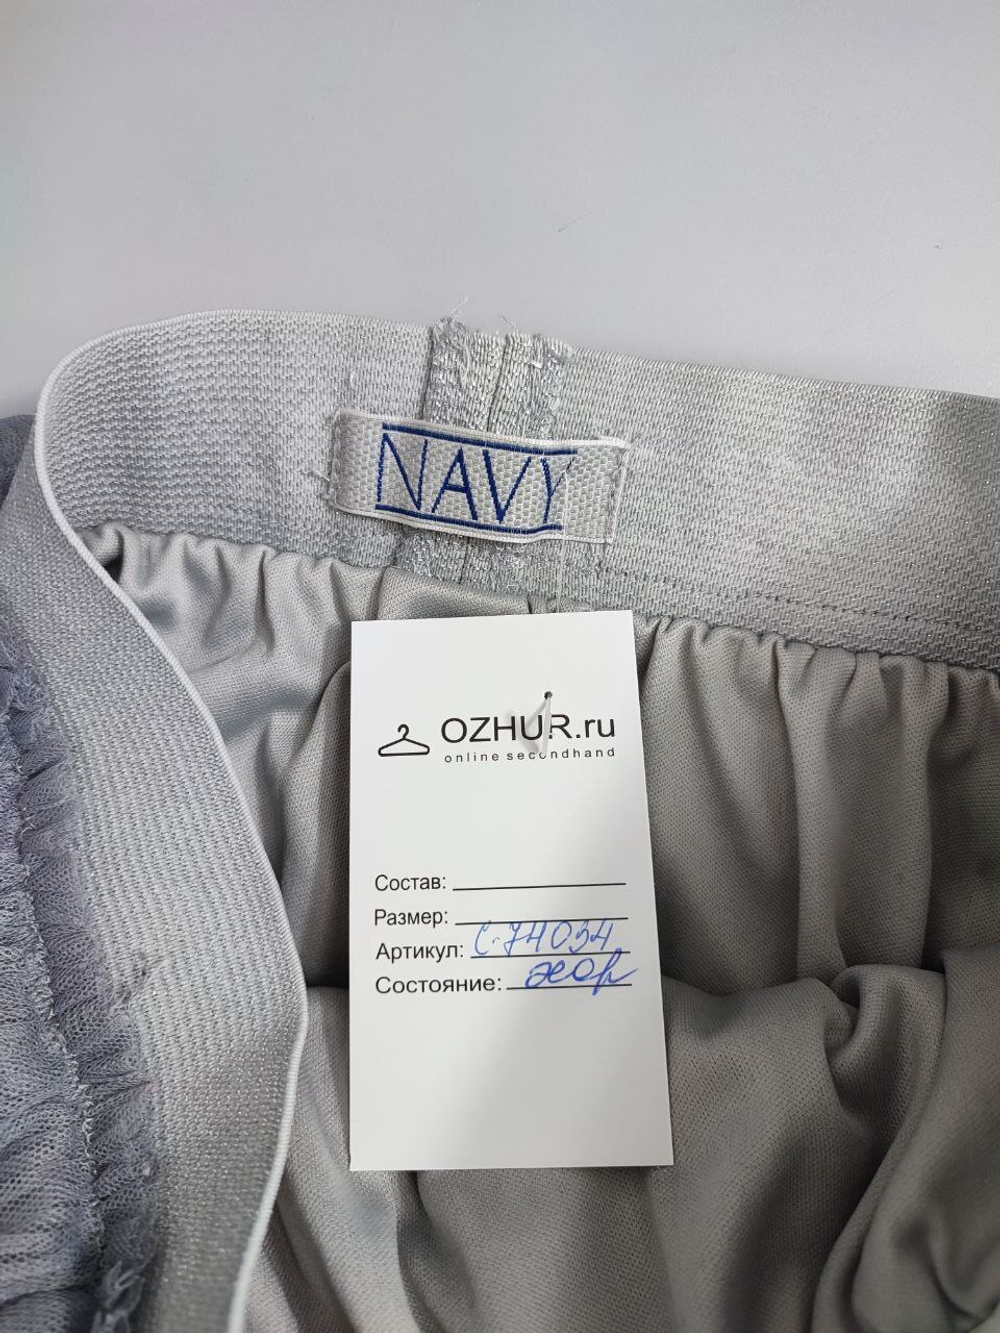 NAVY
OZHUR.ru
online secondhand
Состав:
Размер:
Артикул: С-74034
Состояние: хор